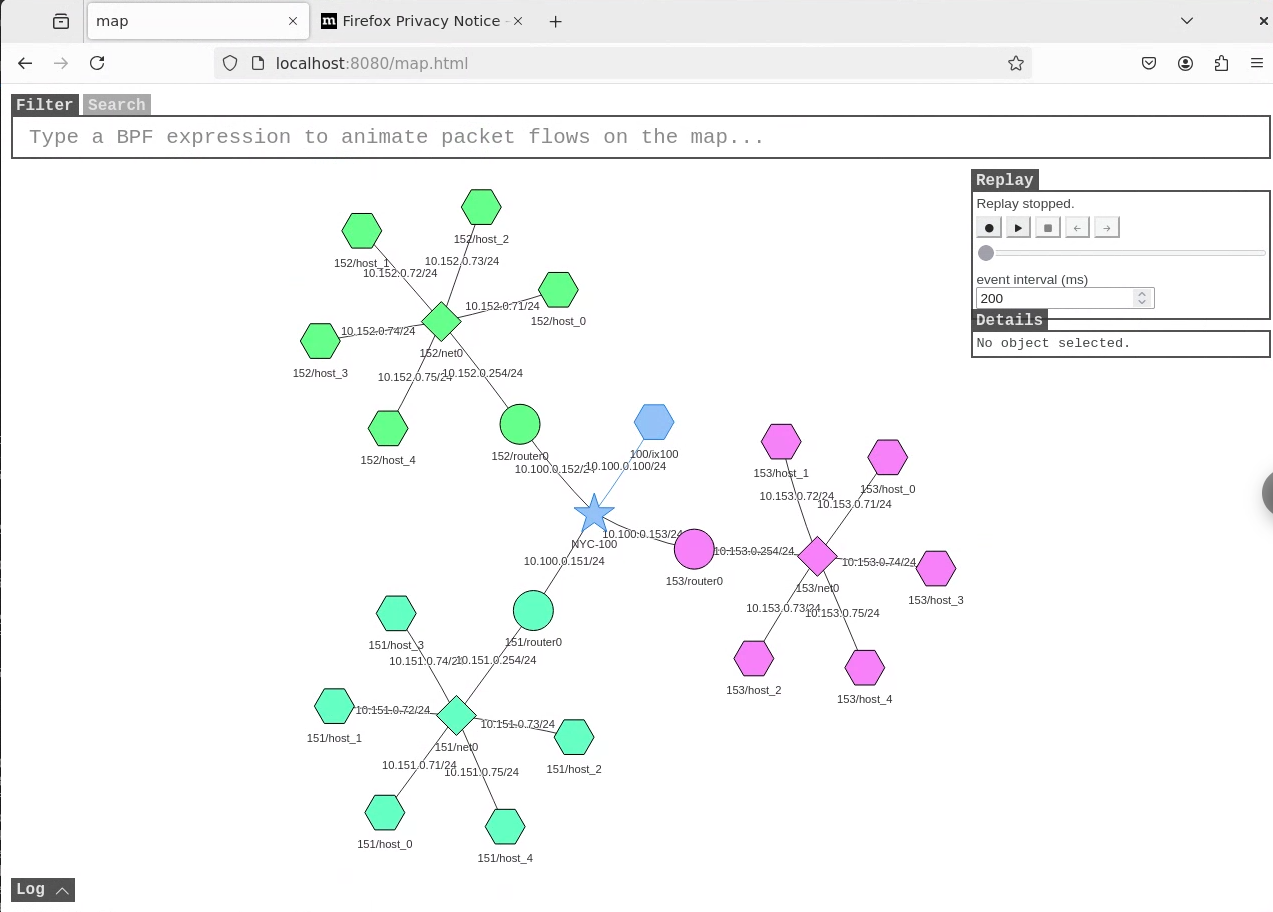 map
Firefox Privacy Notice
localhost:8080/map.html
Filter Search
Type a BPF expression to animate packet flows on the map...
Replay
Replay stopped.
event interval (ms)
200
Details
No object selected.
152/host_2
152/host_1
10.152.0.73/24
10.152.0.72/24
10.152.0.71/24
152/host_0
10.152.0.74/24
152/net0
152/host_3
10.152.0.75/24
10.152.0.254/24
152/host_4
152/router0
10.100.0.152/24
100/ix100
10.100.0.100/24
NYC-100
10.100.0.153/24
10.100.0.151/24
153/host_1
153/host_0
10.153.0.72/24
10.153.0.71/24
10.153.0.254/24
10.153.0.74/24
153/router0
153/net0
153/host_3
10.153.0.73/24
10.153.0.75/24
153/host_2
153/host_4
151/host_3
151/router0
10.151.0.74/24
10.151.0.254/24
10.151.0.72/24
10.151.0.73/24
151/host_1
151/net0
10.151.0.71/24
10.151.0.75/24
151/host_2
151/host_0
151/host_4
Log